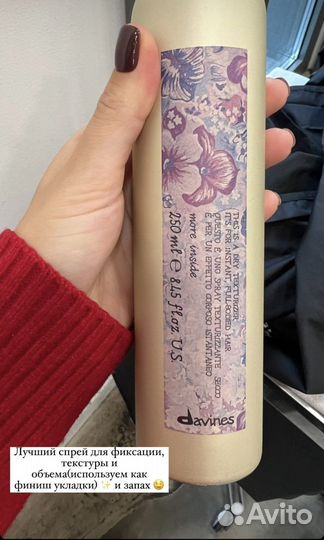 THIS IS A DRY TEXTURIZER
IT'S FOR INSTANT, FULL-BODIED HAIR
QUESTO È UNO SPRAY TEXTURIZZANTE SECCO
È PER UN EFFETTO CORPOSO ISTANTANEO
more inside
250 ml ℮ 8.45 fl.oz. U.S
davines
Лучший спрей для фиксации,
текстуры и
объема(используем как
финиш укладки) ✨ и запах 😋
Avito